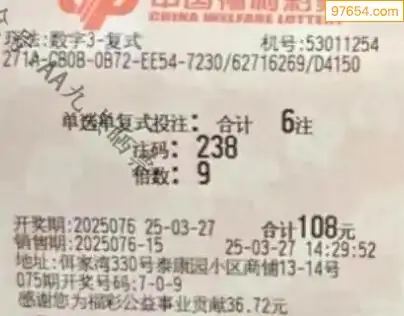 97654.com
中国福利彩票
CHINA WELFARE LOTTERY
玩法:数字3-复式 机号:53011254
271A-CB08-0B72-EE54-7230/62716269/D4150
单选单复式投注: 合计 6注
注码: 238
倍数: 9
开奖期:2025076 25-03-27 合计108元
销售期:2025076-15 25-03-27 14:29:52
地址:佴家湾330号泰康园小区商铺13-14号
075期开奖号码:7-0-9
感谢您为福彩公益事业贡献36.72元